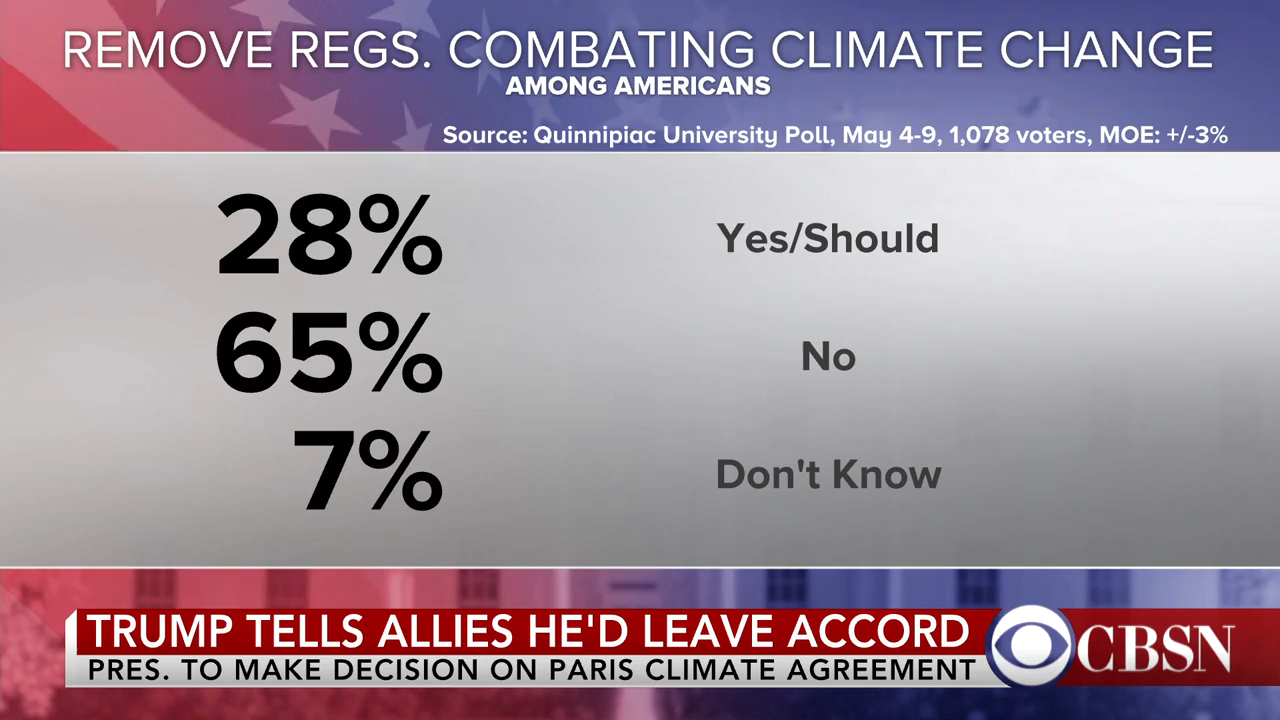 REMOVE REGS. COMBATING CLIMATE CHANGE
AMONG AMERICANS
Source: Quinnipiac University Poll, May 4-9, 1,078 voters, MOE: +/-3%
28% Yes/Should
65% No
7% Don't Know
TRUMP TELLS ALLIES HE'D LEAVE ACCORD
PRES. TO MAKE DECISION ON PARIS CLIMATE AGREEMENT
CBSN